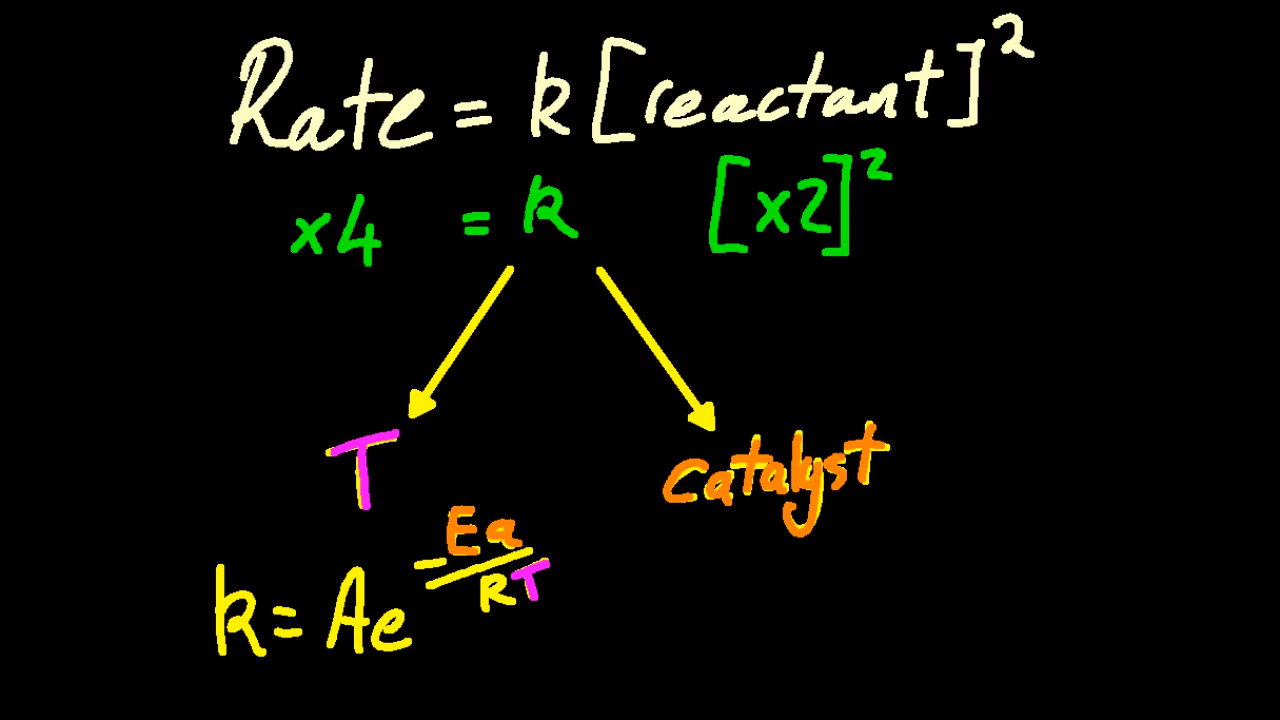 Rate = k[reactant]²
x4 = k [x2]²
T catalyst
k = Ae^(-Ea/RT)